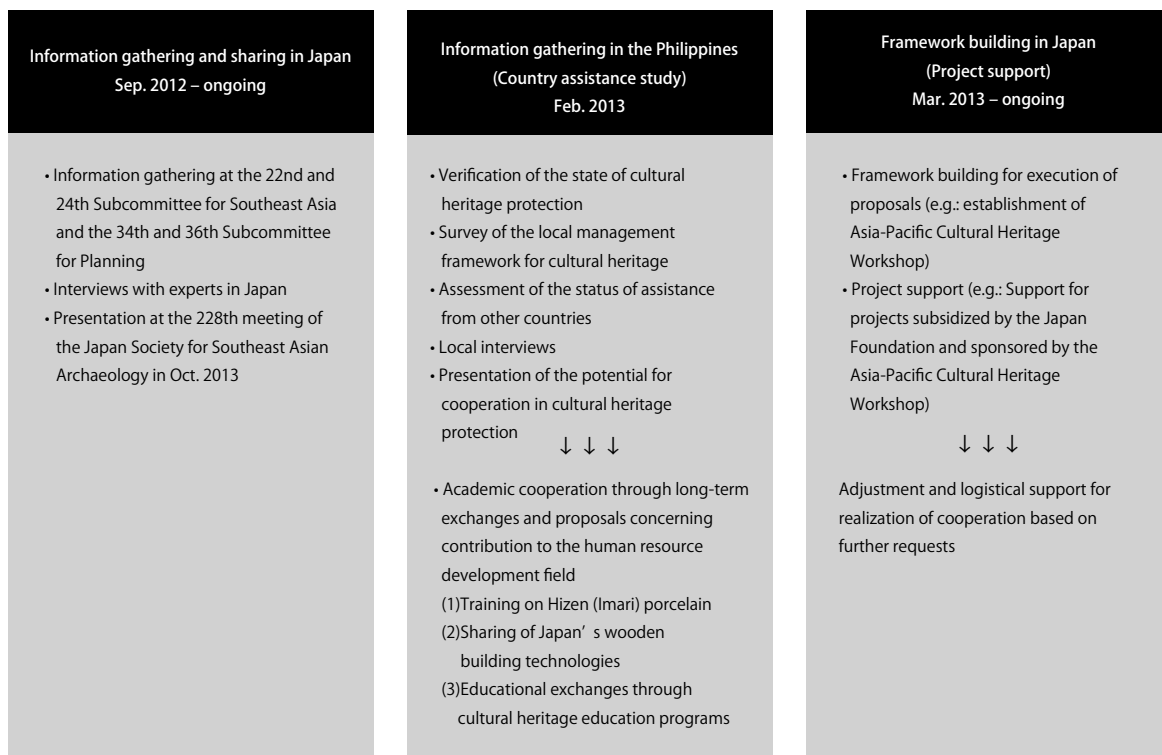 Information gathering and sharing in Japan
Sep. 2012 – ongoing
• Information gathering at the 22nd and
24th Subcommittee for Southeast Asia
and the 34th and 36th Subcommittee
for Planning
• Interviews with experts in Japan
• Presentation at the 228th meeting of
the Japan Society for Southeast Asian
Archaeology in Oct. 2013
Information gathering in the Philippines
(Country assistance study)
Feb. 2013
• Verification of the state of cultural
heritage protection
• Survey of the local management
framework for cultural heritage
• Assessment of the status of assistance
from other countries
• Local interviews
• Presentation of the potential for
cooperation in cultural heritage
protection
↓ ↓ ↓
• Academic cooperation through long-term
exchanges and proposals concerning
contribution to the human resource
development field
(1)Training on Hizen (Imari) porcelain
(2)Sharing of Japan’ s wooden
building technologies
(3)Educational exchanges through
cultural heritage education programs
Framework building in Japan
(Project support)
Mar. 2013 – ongoing
• Framework building for execution of
proposals (e.g.: establishment of
Asia-Pacific Cultural Heritage
Workshop)
• Project support (e.g.: Support for
projects subsidized by the Japan
Foundation and sponsored by the
Asia-Pacific Cultural Heritage
Workshop)
↓ ↓ ↓
Adjustment and logistical support for
realization of cooperation based on
further requests